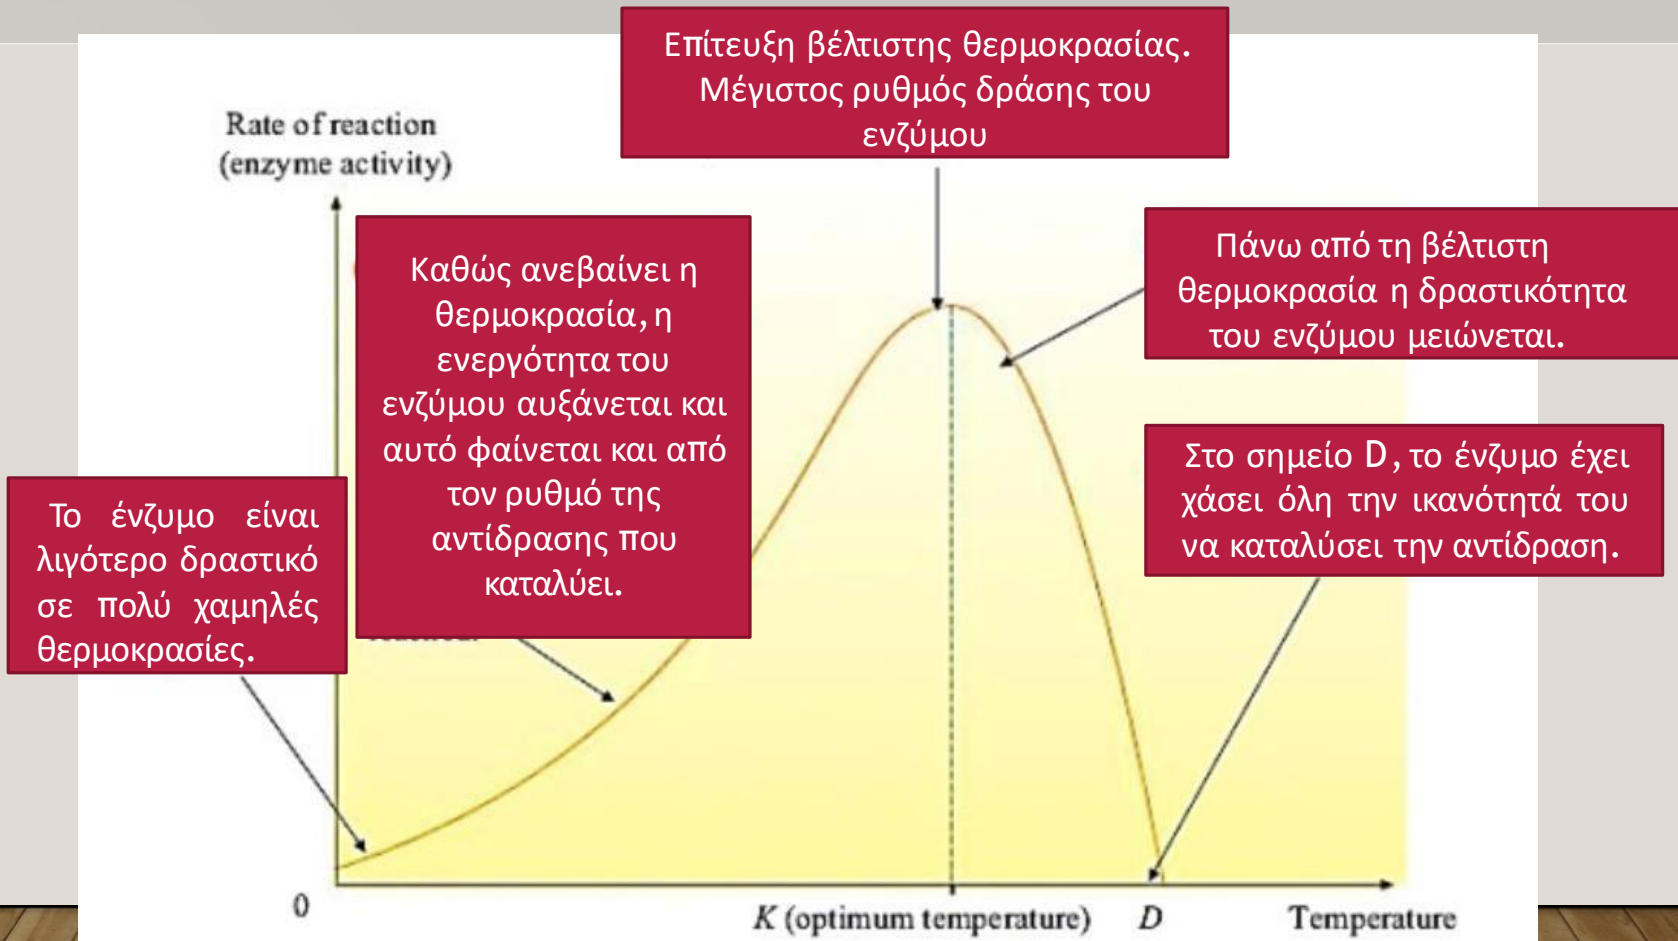 Επίτευξη βέλτιστης θερμοκρασίας.
Μέγιστος ρυθμός δράσης του
ενζύμου
Rate of reaction
(enzyme activity)
Καθώς ανεβαίνει η
θερμοκρασία, η
ενεργότητα του
ενζύμου αυξάνεται και
αυτό φαίνεται και από
τον ρυθμό της
αντίδρασης που
καταλύει.
Πάνω από τη βέλτιστη
θερμοκρασία η δραστικότητα
του ενζύμου μειώνεται.
Στο σημείο D, το ένζυμο έχει
χάσει όλη την ικανότητά του
να καταλύσει την αντίδραση.
Το ένζυμο είναι
λιγότερο δραστικό
σε πολύ χαμηλές
θερμοκρασίες.
0
K (optimum temperature)
D
Temperature